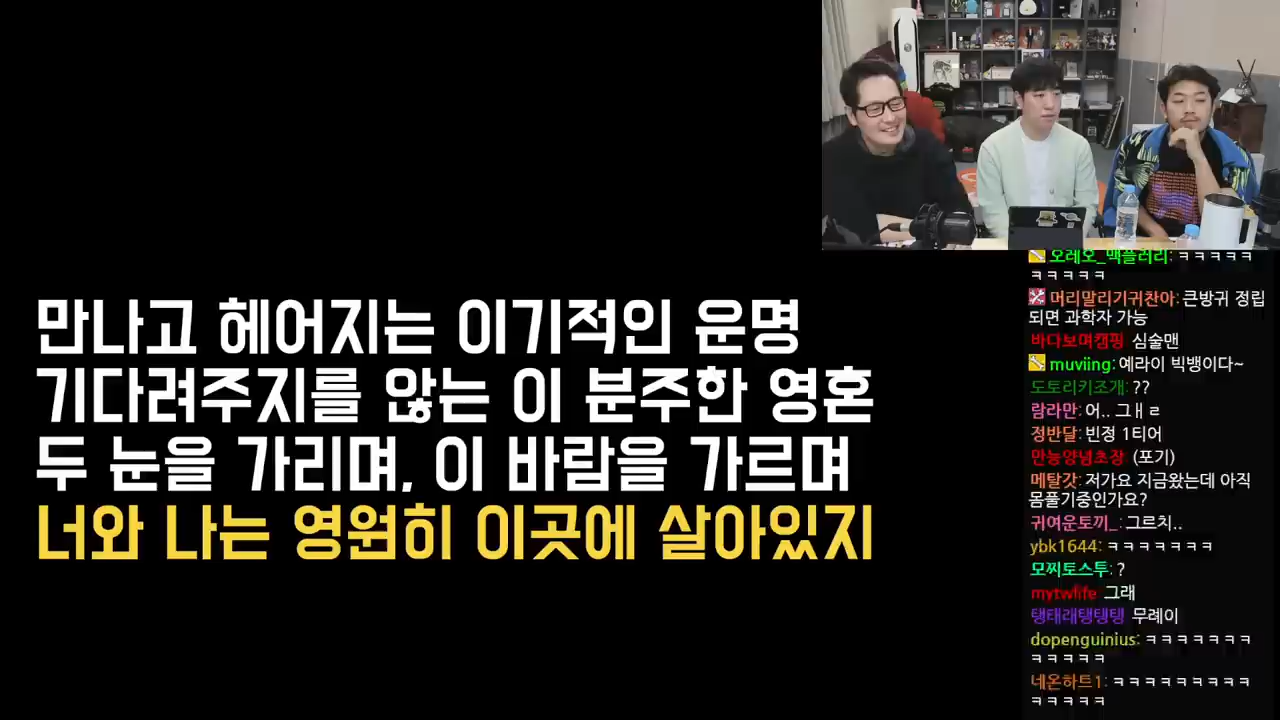 만나고 헤어지는 이기적인 운명
기다려주지를 않는 이 분주한 영혼
두 눈을 가리며, 이 바람을 가르며
너와 나는 영원히 이곳에 살아있지
오레오_맥플러리: ㅋㅋㅋㅋㅋ
ㅋㅋㅋㅋㅋ
머리말리기귀찬아: 큰방귀 정립
되면 과학자 가능
바다보며캠핑 심술맨
muviing: 예라이 빅뱅이다~
도토리키조개: ??
람라만: 어.. 그ㅐㄹ
정반달: 빈정 1티어
만능양념초장 (포기)
메탈갓: 저가요 지금왔는데 아직
몸풀기중인가요?
귀여운토끼_: 그르치..
ybk1644: ㅋㅋㅋㅋㅋㅋㅋ
모찌토스투: ?
mytwlife 그래
탱태래탱탱탱 무례이
dopenguinius: ㅋㅋㅋㅋㅋㅋㅋ
ㅋㅋㅋㅋㅋ
네온하트1: ㅋㅋㅋㅋㅋㅋㅋㅋㅋ
ㅋㅋㅋㅋㅋ